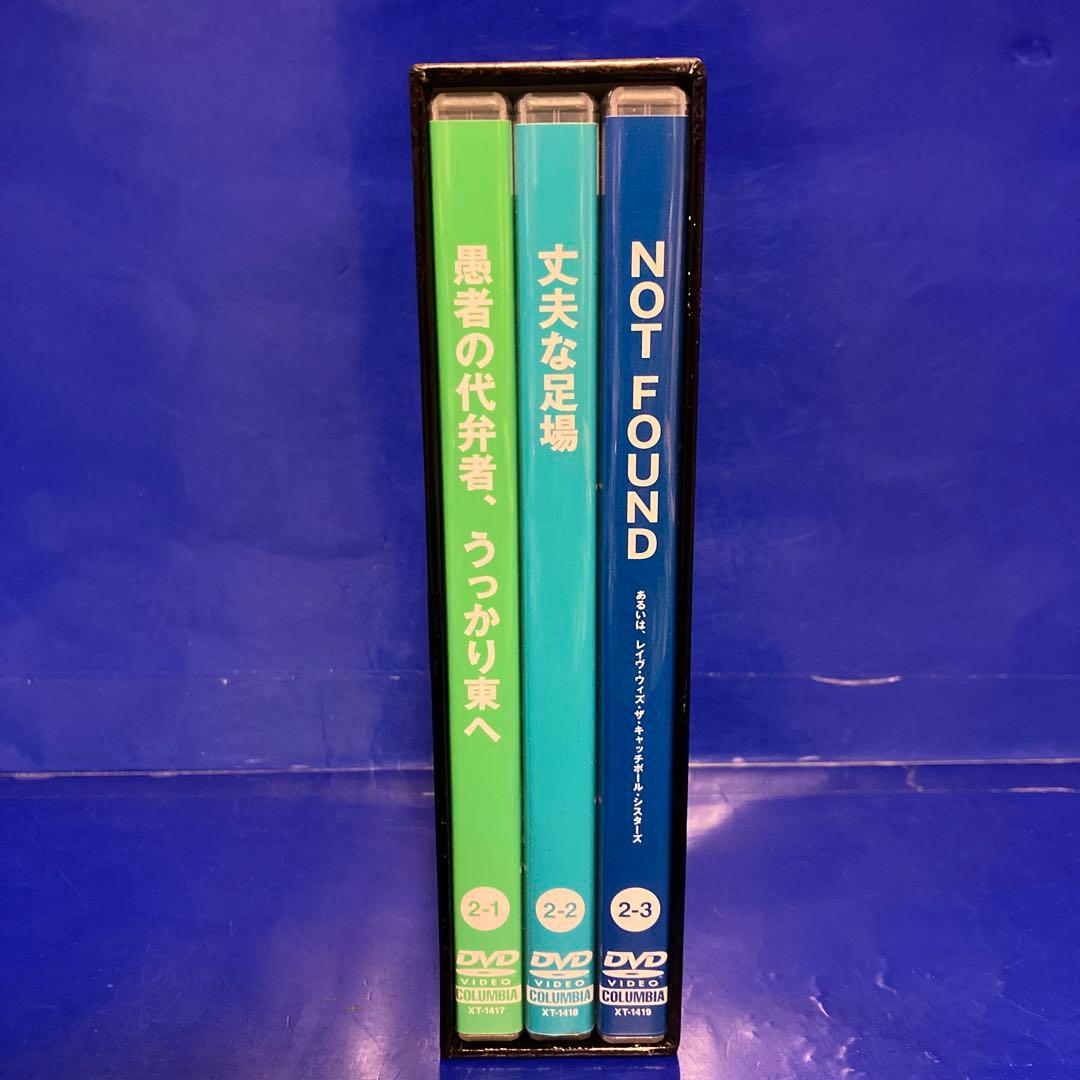 愚者の代弁者、うっかり東へ
2-1
DVD
VIDEO
COLUMBIA
XT-1417
丈夫な足場
2-2
DVD
VIDEO
COLUMBIA
XT-1418
NOT FOUND
あるいは、レイヴ・ウィズ・ザ・キャッチボール・シスターズ
2-3
DVD
VIDEO
COLUMBIA
XT-1419